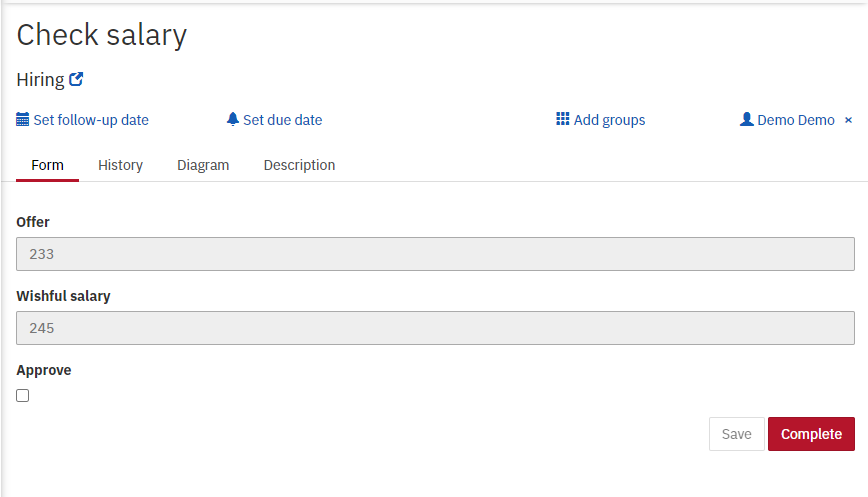 Check salary
Hiring
Set follow-up date Set due date Add groups Demo Demo ×
Form History Diagram Description
Offer
233
Wishful salary
245
Approve
Save Complete